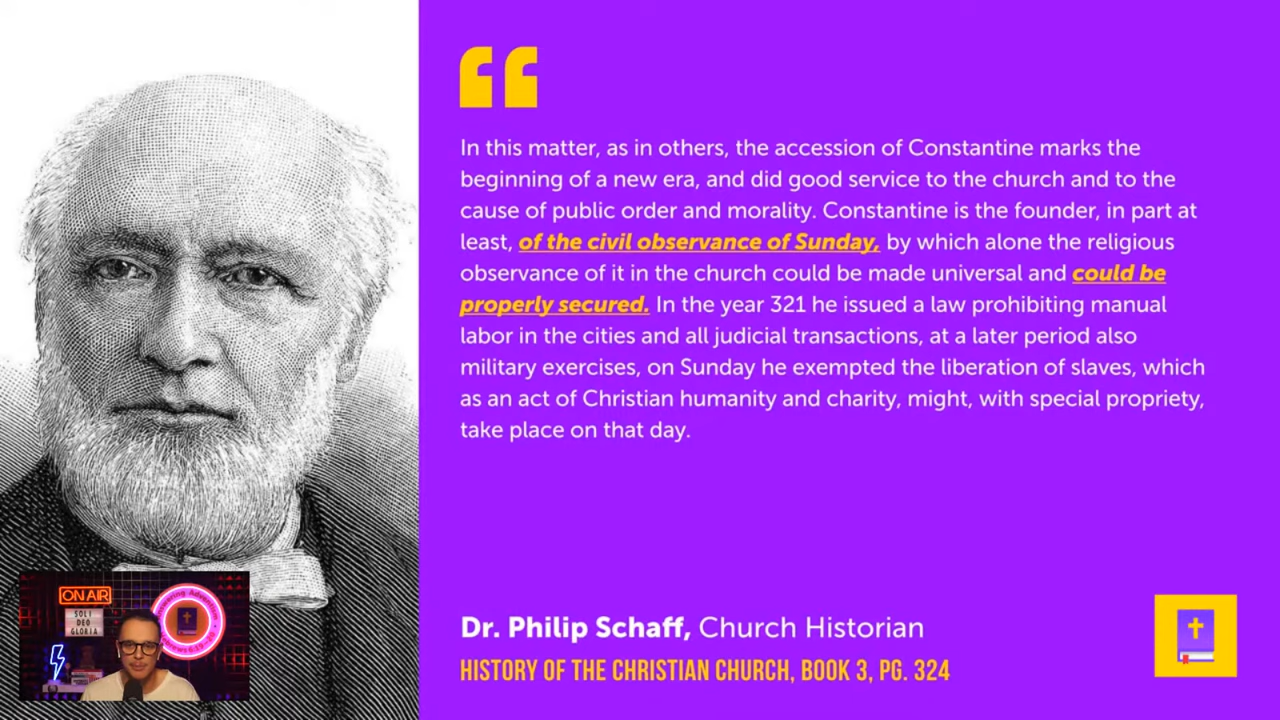 In this matter, as in others, the accession of Constantine marks the
beginning of a new era, and did good service to the church and to the
cause of public order and morality. Constantine is the founder, in part at
least, of the civil observance of Sunday, by which alone the religious
observance of it in the church could be made universal and could be
properly secured. In the year 321 he issued a law prohibiting manual
labor in the cities and all judicial transactions, at a later period also
military exercises, on Sunday he exempted the liberation of slaves, which
as an act of Christian humanity and charity, might, with special propriety,
take place on that day.
Dr. Philip Schaff, Church Historian
HISTORY OF THE CHRISTIAN CHURCH, BOOK 3, PG. 324
ON AIR
SOLI
DEO
GLORIA
Answering Adventism